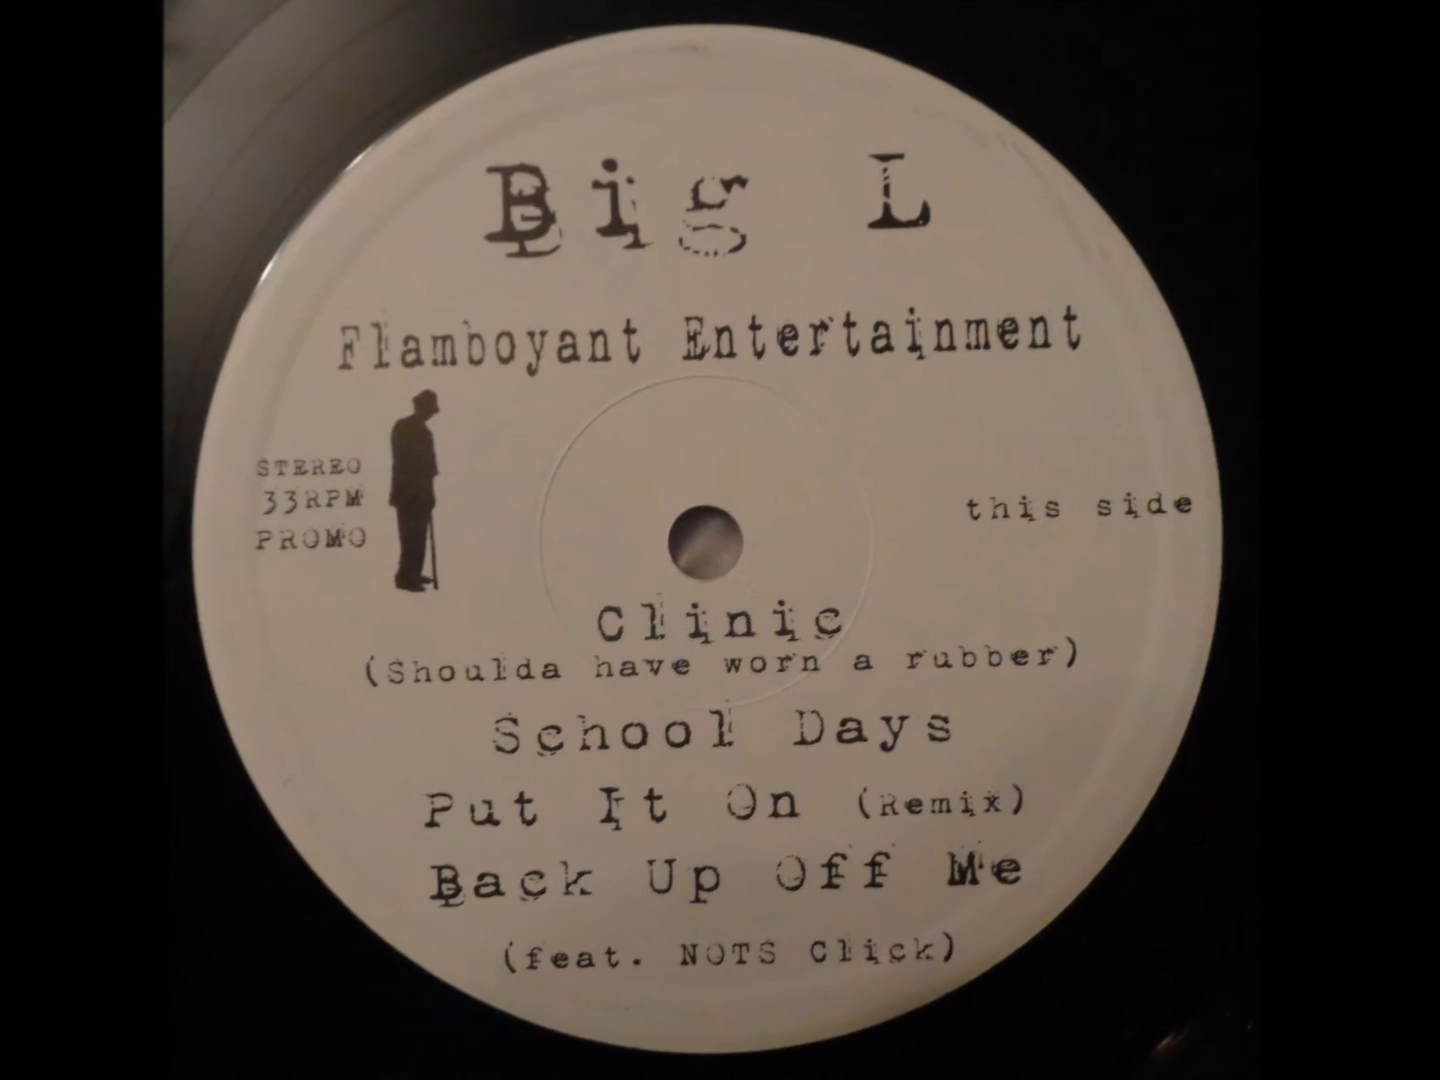 Big L
Flamboyant Entertainment
STEREO
33RPM
PROMO
this side
Clinic
(Shoulda have worn a rubber)
School Days
Put It On (Remix)
Back Up Off Me
(feat. NOTS Click)